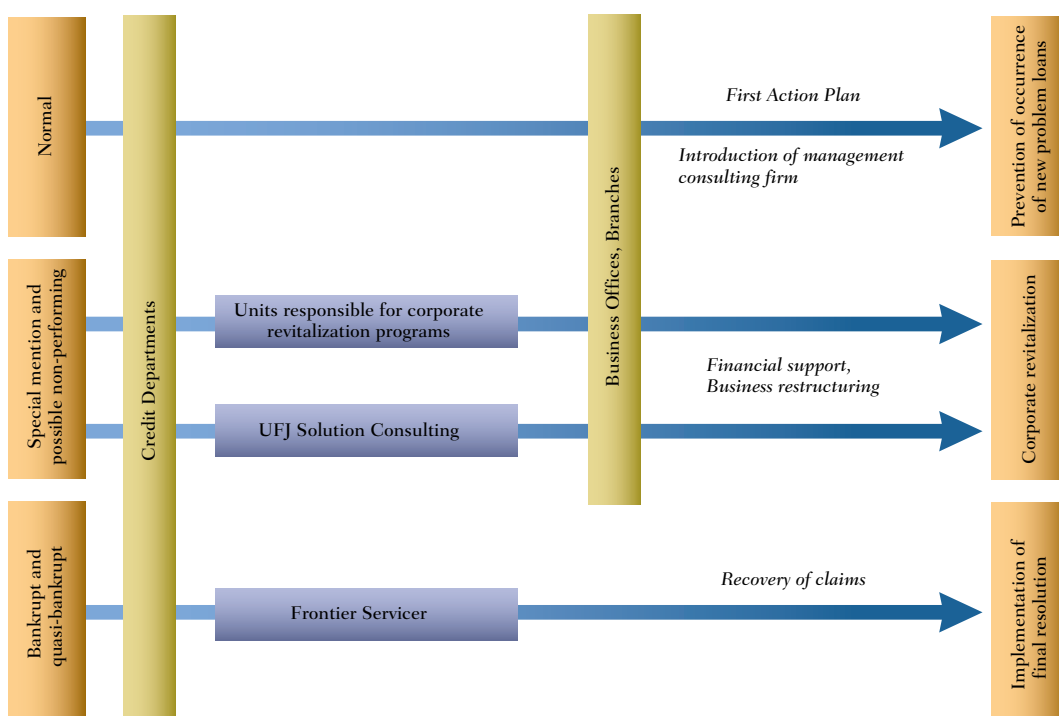 Normal
Credit Departments
Business Offices, Branches
First Action Plan
Introduction of management
consulting firm
Prevention of occurrence
of new problem loans
Special mention and
possible non-performing
Units responsible for corporate
revitalization programs
UFJ Solution Consulting
Financial support,
Business restructuring
Corporate revitalization
Bankrupt and
quasi-bankrupt
Frontier Servicer
Recovery of claims
Implementation of
final resolution